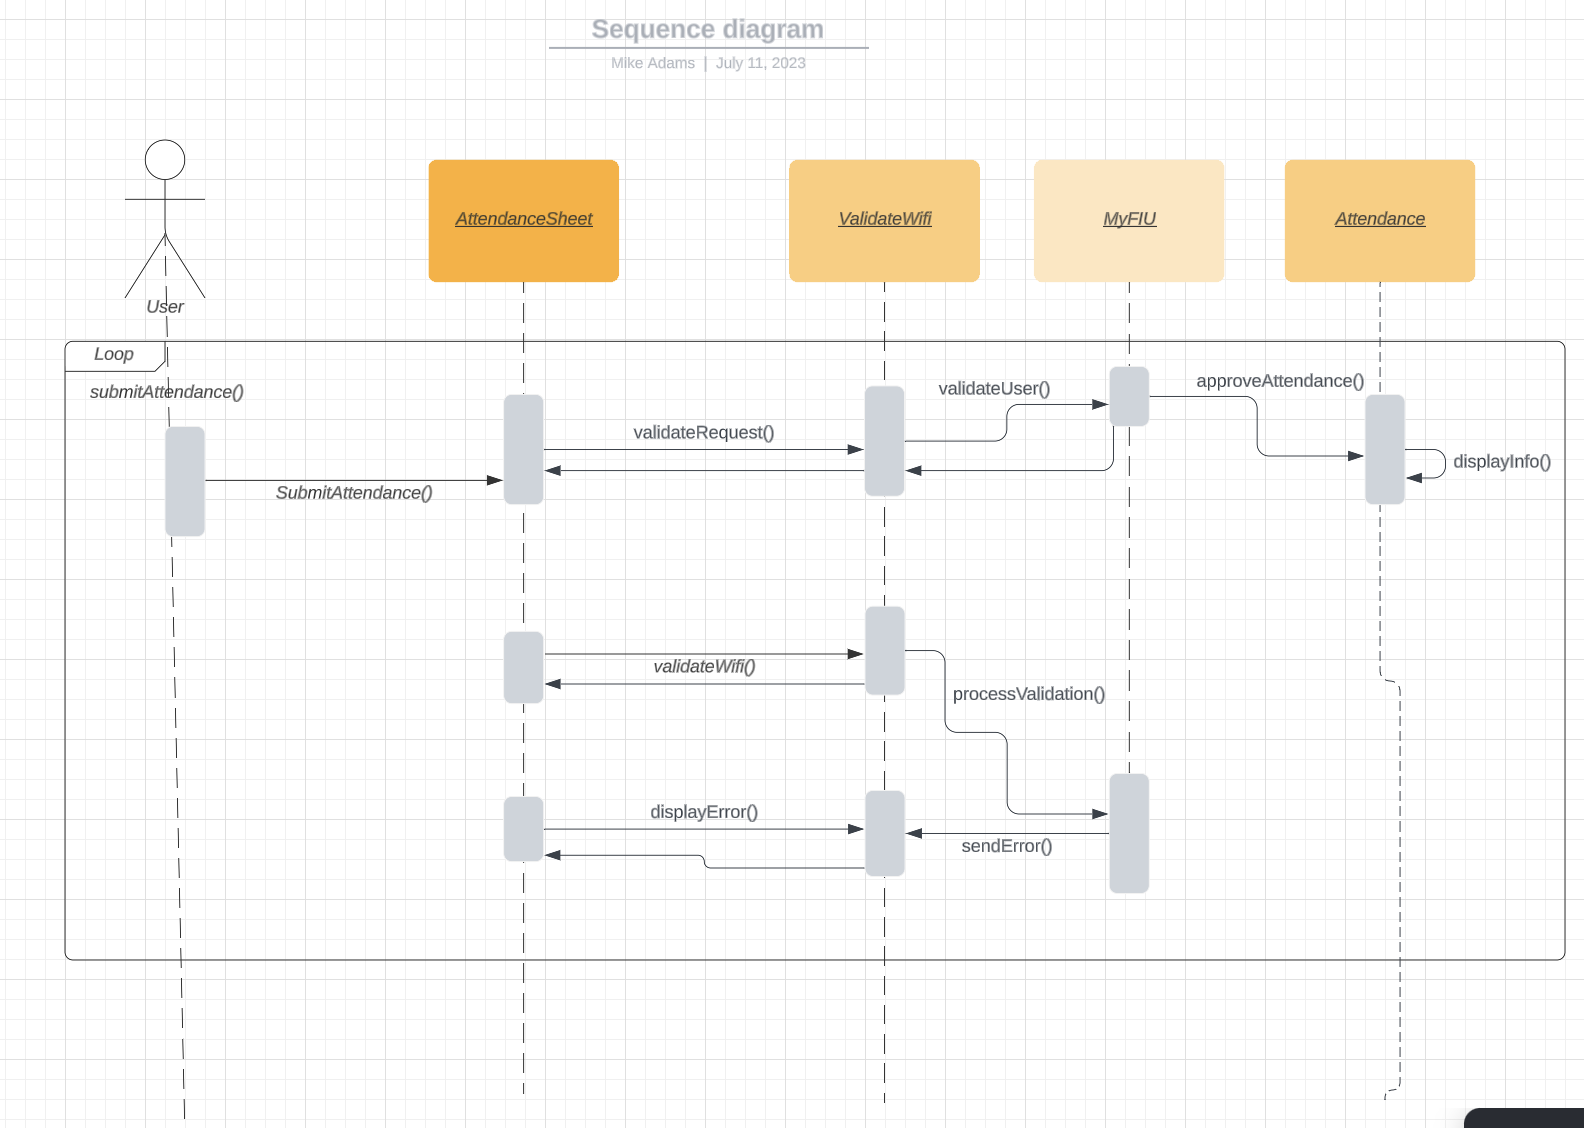 Sequence diagram
Mike Adams | July 11, 2023
User
AttendanceSheet
ValidateWifi
MyFIU
Attendance
Loop
submitAttendance()
validateUser()
approveAttendance()
validateRequest()
displayInfo()
SubmitAttendance()
validateWifi()
processValidation()
displayError()
sendError()